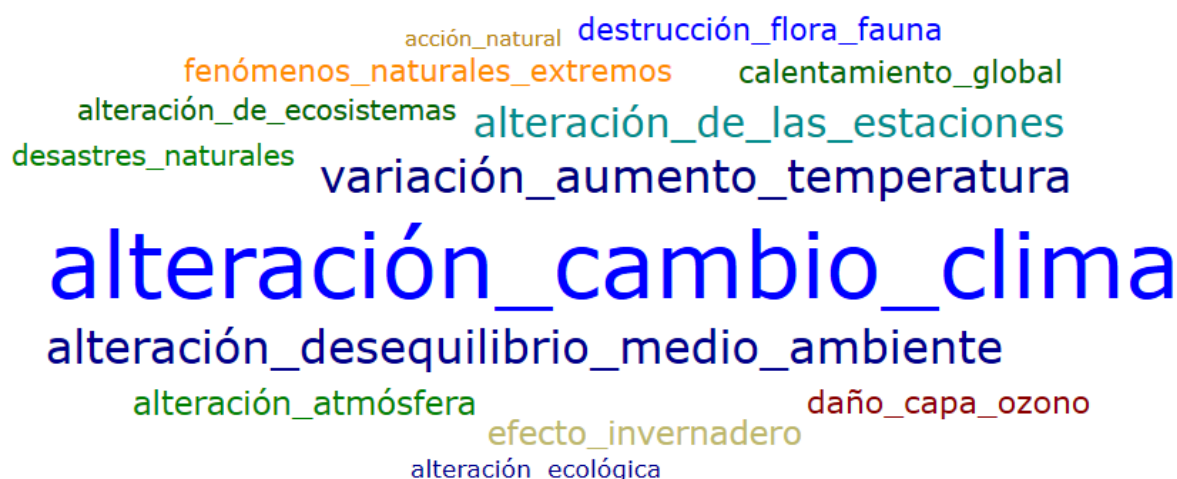 acción_natural destrucción_flora_fauna
fenómenos_naturales_extremos calentamiento_global
alteración_de_ecosistemas alteración_de_las_estaciones
desastres_naturales variación_aumento_temperatura
alteración_cambio_clima
alteración_desequilibrio_medio_ambiente
alteración_atmósfera daño_capa_ozono
efecto_invernadero
alteración_ecológica